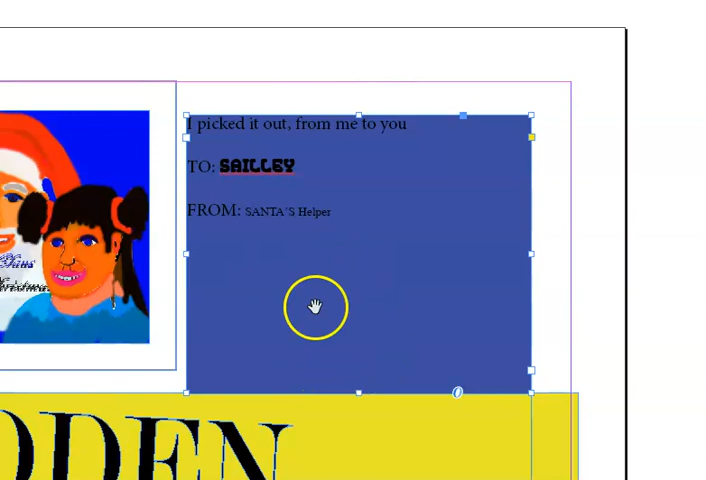 I picked it out, from me to you
TO: SAILLEY
FROM: SANTA'S Helper
ODEN